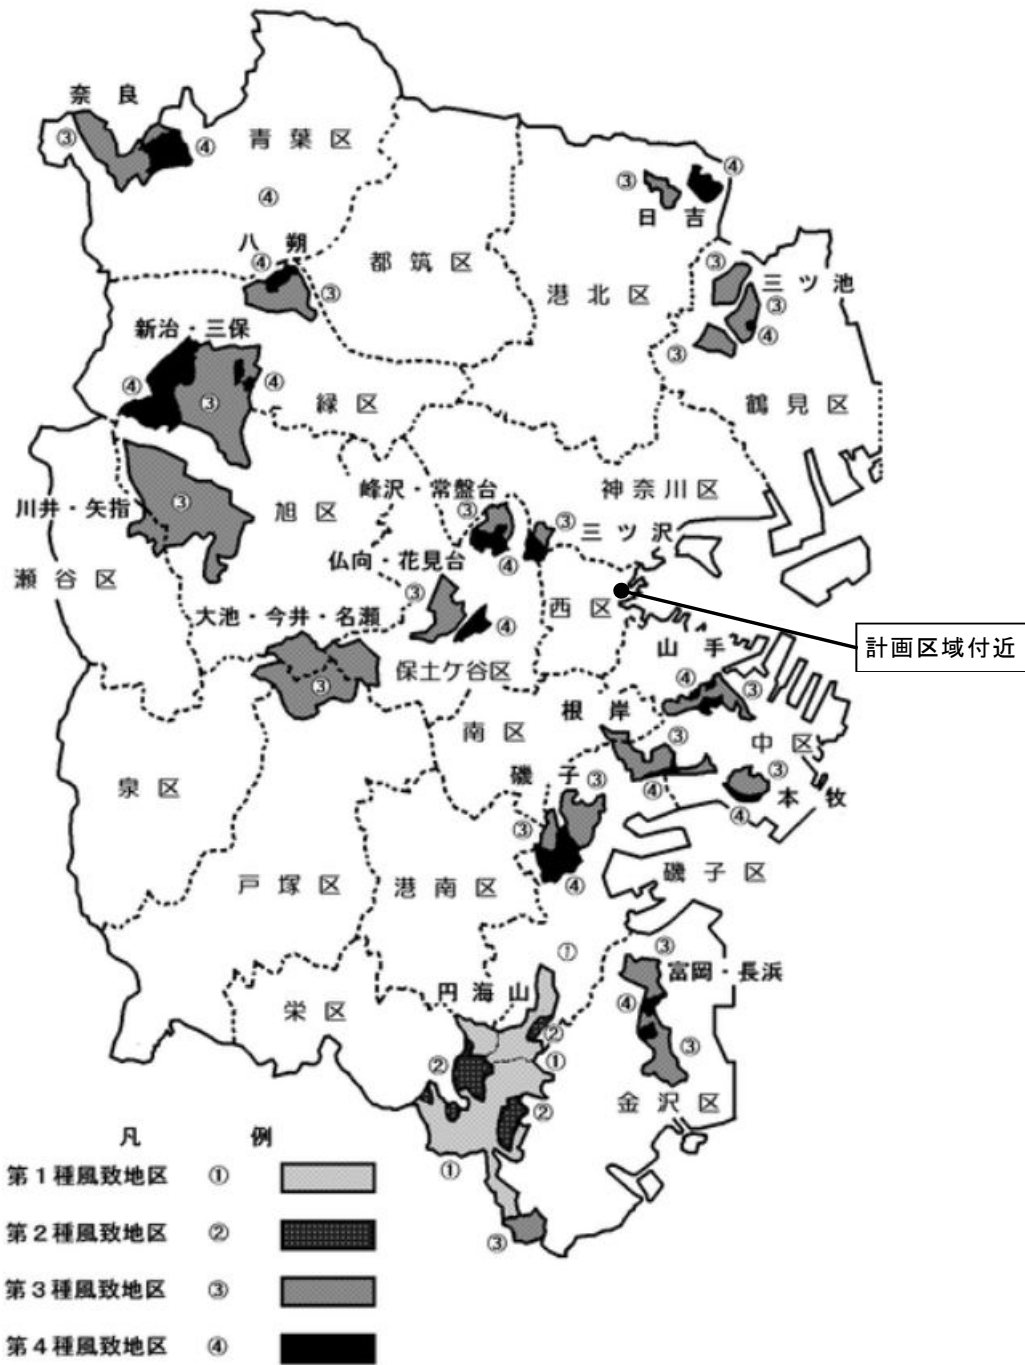 奈良
③
④
青葉区
④
③
④
日吉
八朔
④
③
都筑区
港北区
③
三ツ池
③
④
③
新治・三保
④
③
④
緑区
鶴見区
川井・矢指
③
旭区
峰沢・常盤台
③
④
③
三ツ沢
神奈川区
瀬谷区
仏向・花見台
③
④
西区
計画区域付近
大池・今井・名瀬
③
保土ケ谷区
山手
④
③
根岸
③
④
中区
南区
泉区
磯子
③
③
④
③
本牧
④
戸塚区
港南区
磯子区
①
③
富岡・長浜
④
③
円海山
栄区
②
①
②
②
①
金沢区
③
凡例
第1種風致地区 ①
第2種風致地区 ②
第3種風致地区 ③
第4種風致地区 ④